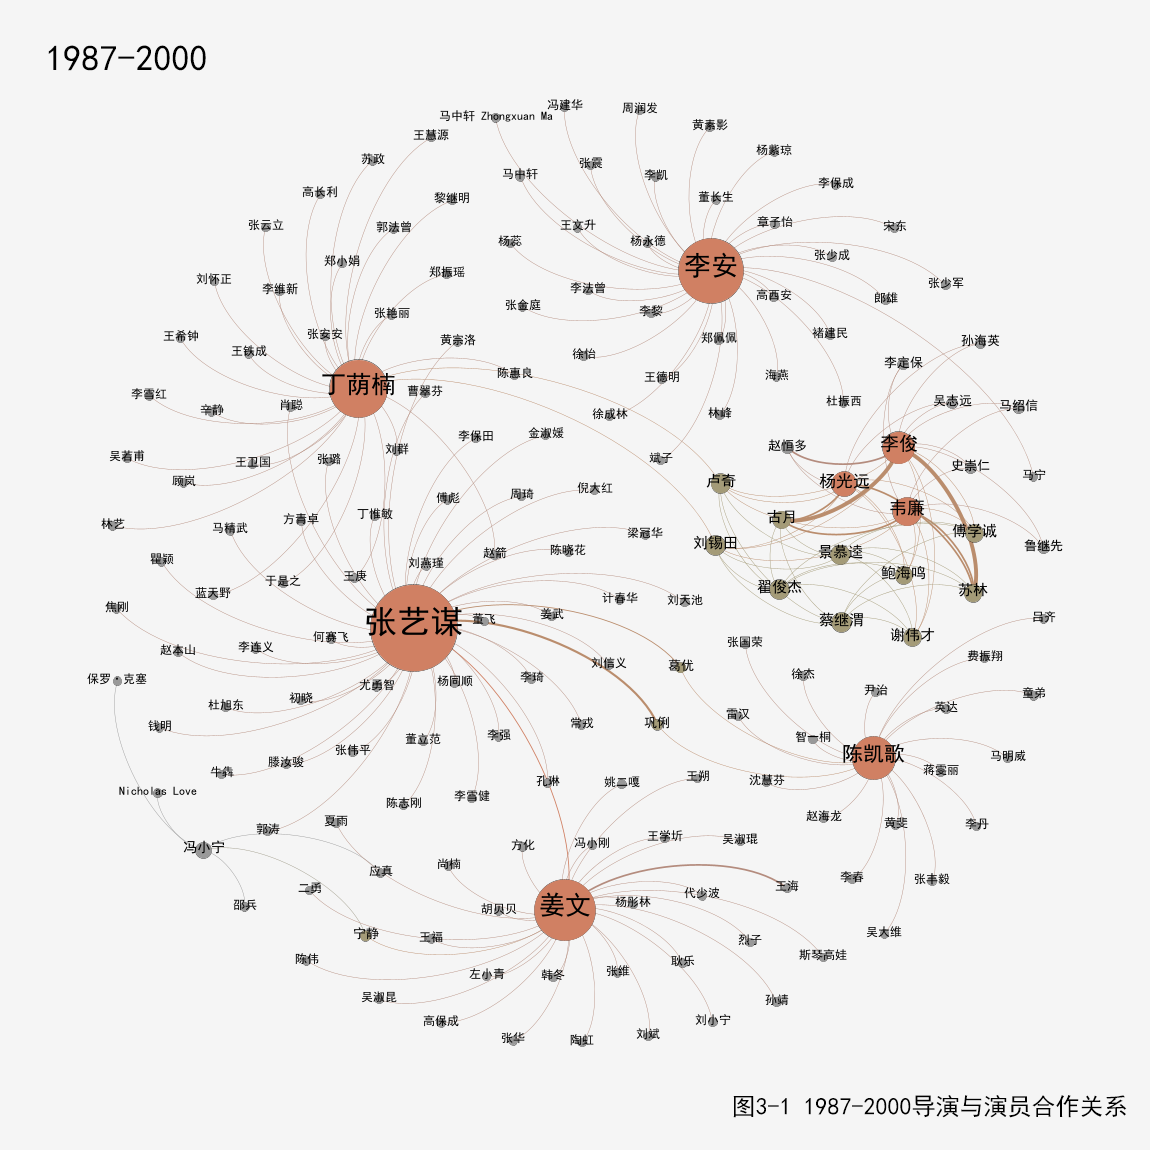 1987-2000
冯建华
周润发
马中轩 Zhongxuan Ma
黄素影
王慧源
杨紫琼
苏政
张震
马中轩
李凯
李保成
高长利
黎继明
董长生
张云立
郭法曾
王文升
章子怡
宋东
杨蕊
杨永德
郑小娟
张少成
李安
郑振瑶
刘怀正
李维新
李法曾
张少军
高西安
郎雄
张金庭
李黎
张艳丽
王希钟
张安安
黄宗洛
郑佩佩
褚建民
孙海英
王铁成
徐怡
李定保
陈惠良
王德明
海燕
丁荫楠
曹翠芬
李雪红
辛静
肖聪
徐成林
林峰
杜振西
吴志远
马绍信
李保田
金淑媛
赵恒多
李俊
刘群
吴若甫
王卫国
张璐
斌子
史崇仁
马宁
顾岚
卢奇
杨光远
傅彪
周琦
倪大红
韦廉
林艺
马精武
方青卓
丁惟敏
古月
傅学诚
梁冠华
刘锡田
鲁继先
瞿颖
刘燕瑾
赵箭
陈晓花
景慕逵
鲍海鸣
蓝天野
于是之
王庚
翟俊杰
苏林
焦刚
计春华
刘天池
吕齐
张艺谋
董飞
姜武
蔡继渭
谢伟才
何赛飞
张国荣
赵本山
李连义
刘信义
葛优
费振翔
保罗·克塞
尤勇智
杨同顺
李琦
徐杰
尹治
童弟
杜旭东
初晓
英达
钱明
常戎
巩俐
雷汉
董立范
李强
智一桐
张伟平
陈凯歌
马明威
牛犇
滕汝骏
蒋雯丽
孔琳
姚二嘎
王朔
沈慧芬
Nicholas Love
陈志刚
李雪健
赵海龙
黄斐
李丹
郭涛
夏雨
冯小宁
方化
冯小刚
王学圻
吴淑琨
应真
尚楠
李春
张丰毅
二勇
王海
邵兵
胡贝贝
姜文
杨彤林
代少波
宁静
王福
烈子
吴大维
陈伟
耿乐
斯琴高娃
左小青
韩冬
张维
吴淑昆
孙靖
高保成
刘小宁
张华
陶虹
刘斌
图3-1 1987-2000导演与演员合作关系